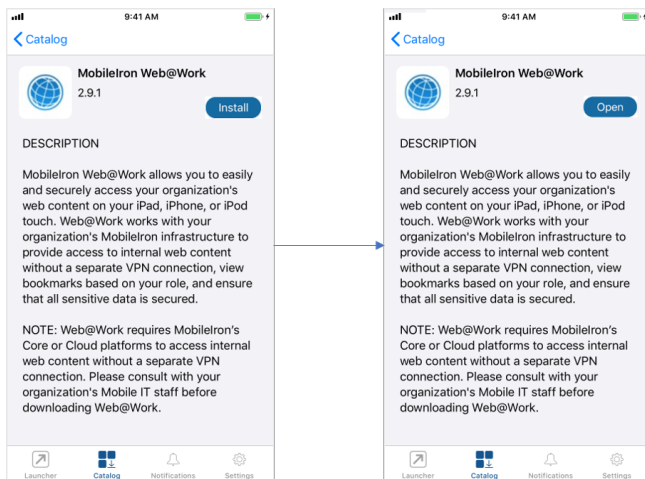 9:41 AM
Catalog
MobileIron Web@Work
2.9.1
Install
DESCRIPTION
MobileIron Web@Work allows you to easily
and securely access your organization's
web content on your iPad, iPhone, or iPod
touch. Web@Work works with your
organization's MobileIron infrastructure to
provide access to internal web content
without a separate VPN connection, view
bookmarks based on your role, and ensure
that all sensitive data is secured.
NOTE: Web@Work requires MobileIron's
Core or Cloud platforms to access internal
web content without a separate VPN
connection. Please consult with your
organization's Mobile IT staff before
downloading Web@Work.
Launcher
Catalog
Notifications
Settings
9:41 AM
Catalog
MobileIron Web@Work
2.9.1
Open
DESCRIPTION
MobileIron Web@Work allows you to easily
and securely access your organization's
web content on your iPad, iPhone, or iPod
touch. Web@Work works with your
organization's MobileIron infrastructure to
provide access to internal web content
without a separate VPN connection, view
bookmarks based on your role, and ensure
that all sensitive data is secured.
NOTE: Web@Work requires MobileIron's
Core or Cloud platforms to access internal
web content without a separate VPN
connection. Please consult with your
organization's Mobile IT staff before
downloading Web@Work.
Launcher
Catalog
Notifications
Settings